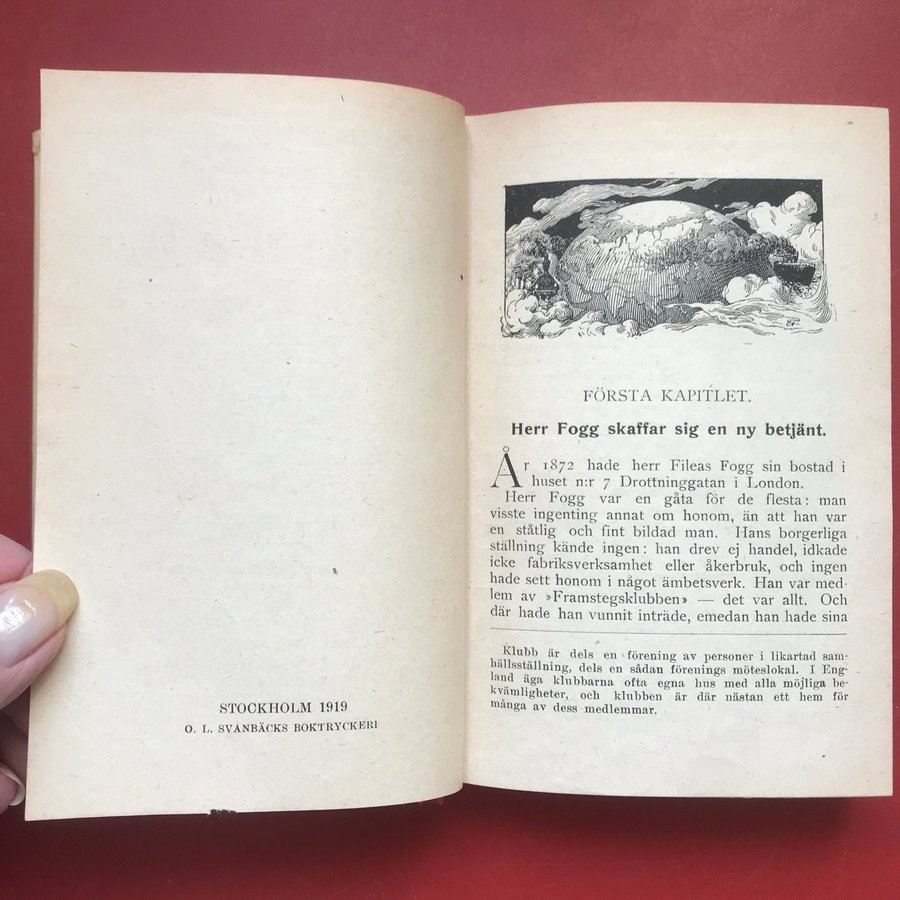 STOCKHOLM 1919
O. L. SVANBÄCKS BOKTRYCKERI
FÖRSTA KAPITLET.
Herr Fogg skaffar sig en ny betjänt.
År 1872 hade herr Fileas Fogg sin bostad i
huset n:r 7 Drottninggatan i London.
Herr Fogg var en gåta för de flesta: man
visste ingenting annat om honom, än att han var
en ståtlig och fint bildad man. Hans borgerliga
ställning kände ingen: han drev ej handel, idkade
icke fabriksverksamhet eller åkerbruk, och ingen
hade sett honom i något ämbetsverk. Han var med-
lem av »Framstegsklubben» — det var allt. Och
där hade han vunnit inträde, emedan han hade sina
Klubb är dels en förening av personer i likartad sam-
hällsställning, dels en sådan förenings möteslokal. I Eng-
land äga klubbarna ofta egna hus med alla möjliga be-
kvämligheter, och klubben är där nästan ett hem för
många av dess medlemmar.